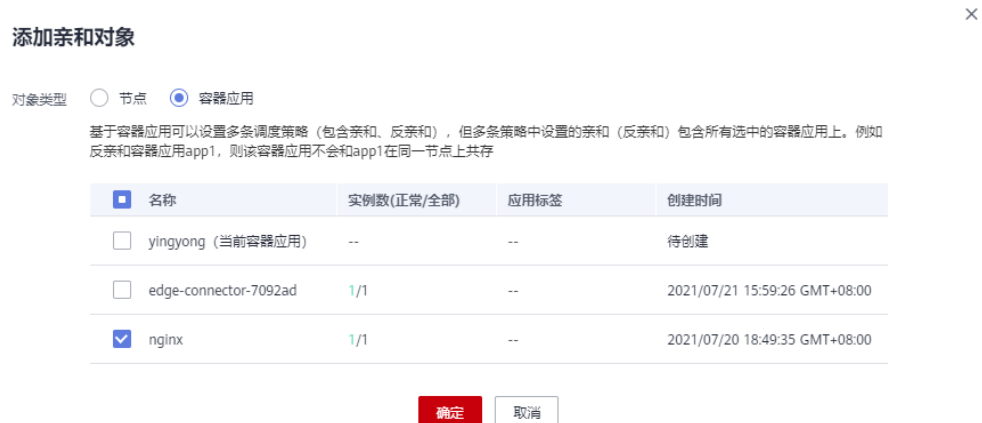 添加亲和对象
对象类型 节点 容器应用
基于容器应用可以设置多条调度策略（包含亲和、反亲和），但多条策略中设置的亲和（反亲和）包含所有选中的容器应用上。例如
反亲和容器应用app1，则该容器应用不会和app1在同一节点上共存
名称 实例数(正常/全部) 应用标签 创建时间
yingyong（当前容器应用） -- -- 待创建
edge-connector-7092ad 1/1 -- 2021/07/21 15:59:26 GMT+08:00
nginx 1/1 -- 2021/07/20 18:49:35 GMT+08:00
确定 取消